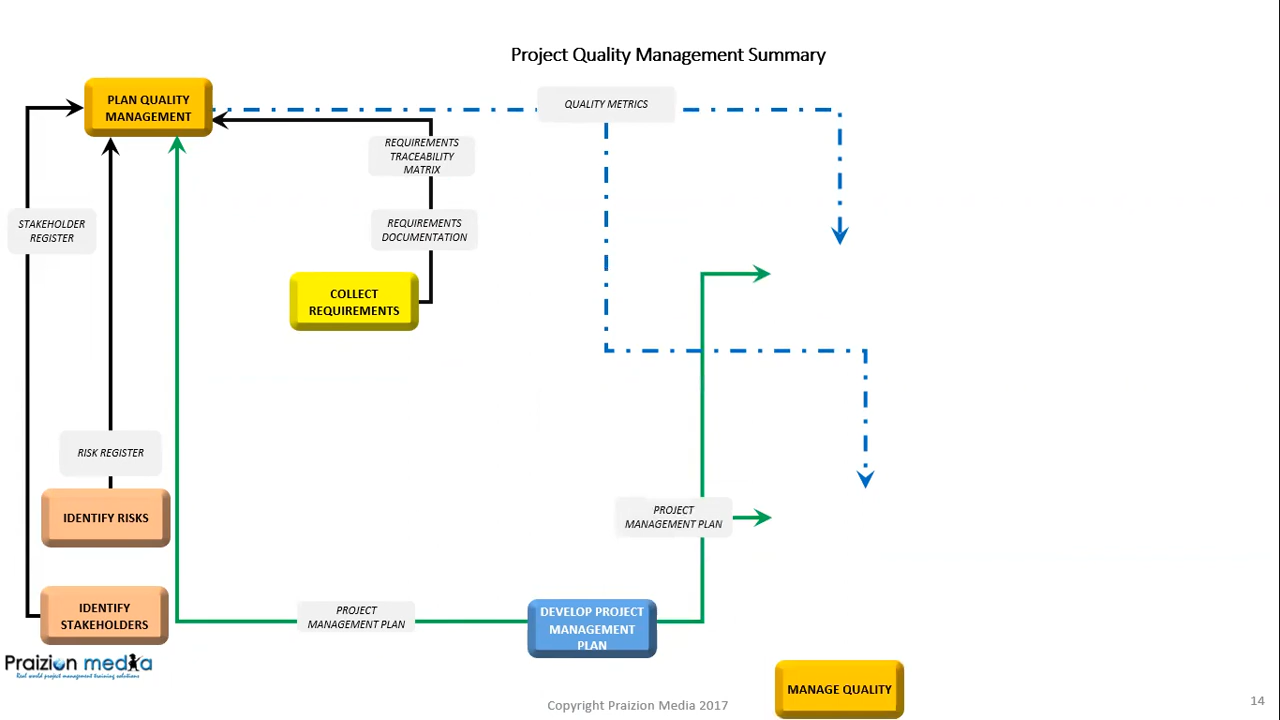 Project Quality Management Summary
PLAN QUALITY
MANAGEMENT
QUALITY METRICS
REQUIREMENTS
TRACEABILITY
MATRIX
STAKEHOLDER
REGISTER
REQUIREMENTS
DOCUMENTATION
COLLECT
REQUIREMENTS
RISK REGISTER
IDENTIFY RISKS
PROJECT
MANAGEMENT PLAN
IDENTIFY
STAKEHOLDERS
PROJECT
MANAGEMENT PLAN
DEVELOP PROJECT
MANAGEMENT
PLAN
Praizion media
Real world project management training solutions
MANAGE QUALITY
Copyright Praizion Media 2017
14